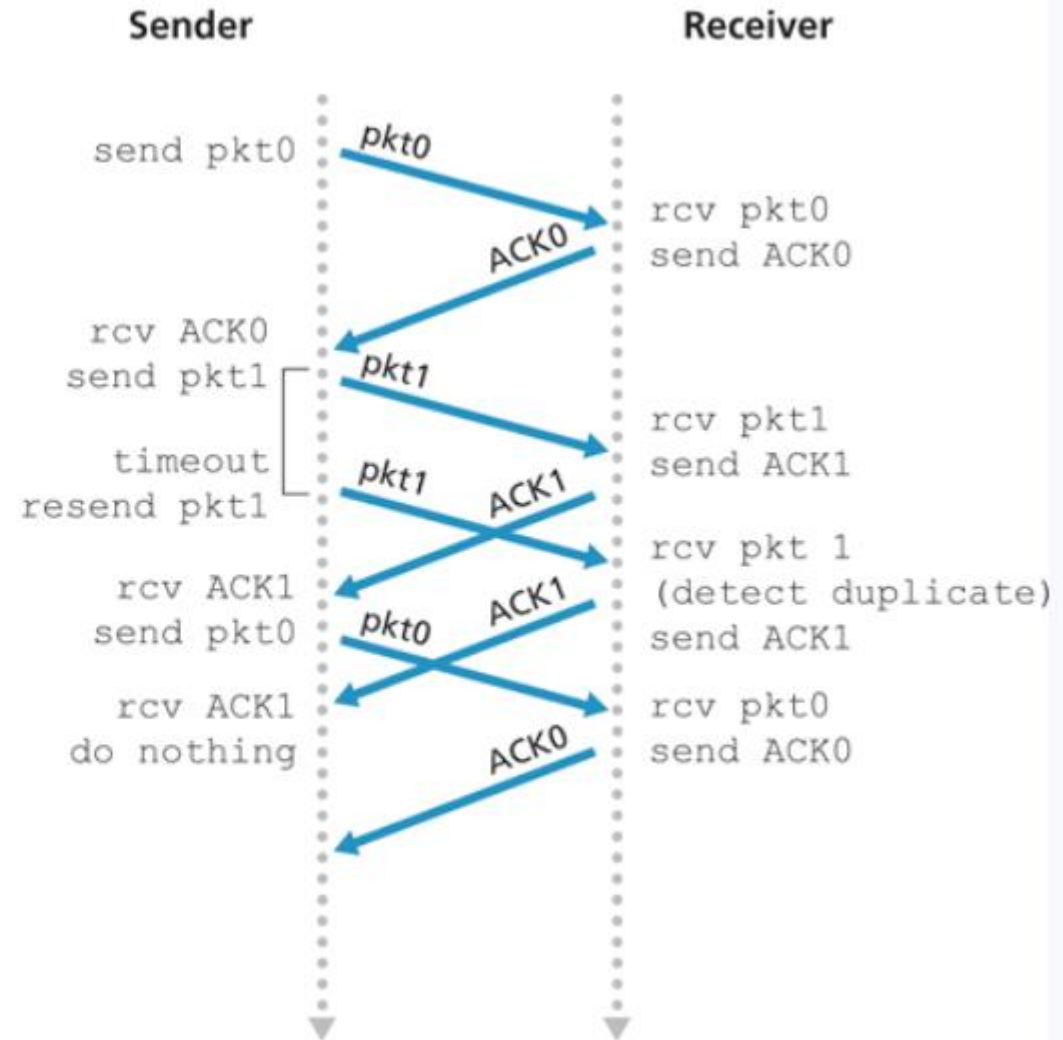 Sender
Receiver
send pkt0
pkt0
rcv pkt0
send ACK0
ACK0
rcv ACK0
send pkt1
pkt1
rcv pkt1
send ACK1
timeout
resend pkt1
pkt1
ACK1
rcv pkt 1
(detect duplicate)
send ACK1
rcv ACK1
send pkt0
pkt0
ACK1
rcv ACK1
do nothing
rcv pkt0
send ACK0
ACK0